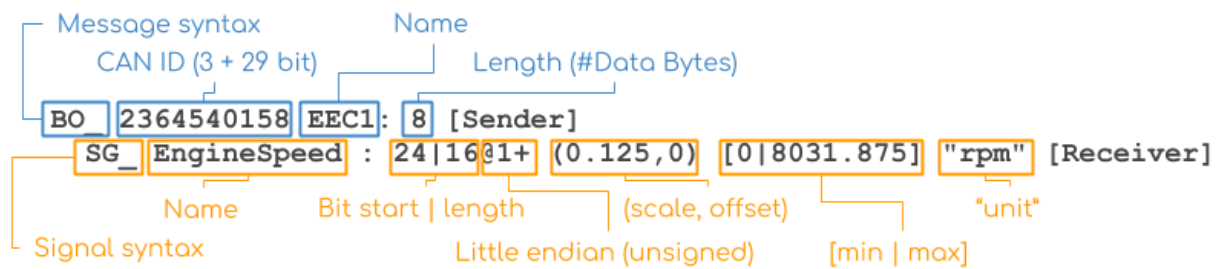 Message syntax Name
CAN ID (3 + 29 bit) Length (#Data Bytes)
BO_ 2364540158 EEC1: 8 [Sender]
SG_ EngineSpeed : 24|16@1+ (0.125,0) [0|8031.875] "rpm" [Receiver]
Name Bit start | length (scale, offset) "unit"
Signal syntax Little endian (unsigned) [min | max]